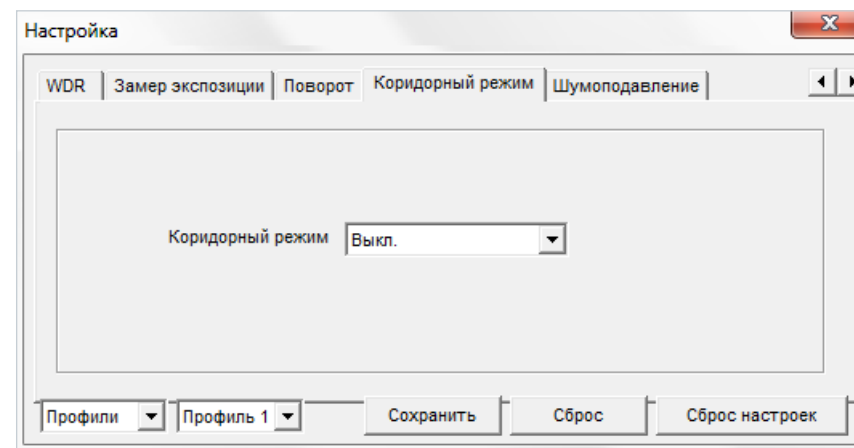 Настройка
WDR Замер экспозиции Поворот Коридорный режим Шумоподавление
Коридорный режим Выкл.
Профили Профиль 1 Сохранить Сброс Сброс настроек